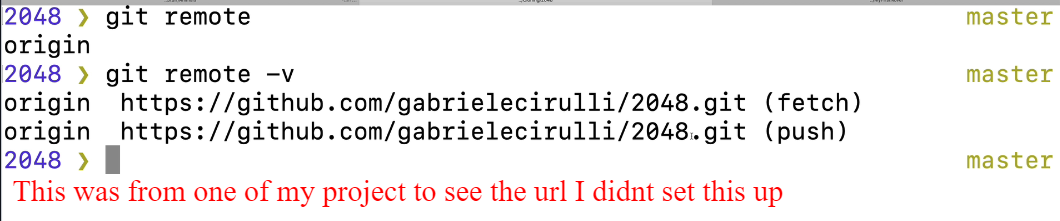 2048 ❯ git remote master
origin
2048 ❯ git remote -v master
origin https://github.com/gabrielecirulli/2048.git (fetch)
origin https://github.com/gabrielecirulli/2048.git (push)
2048 ❯ master
This was from one of my project to see the url I didnt set this up